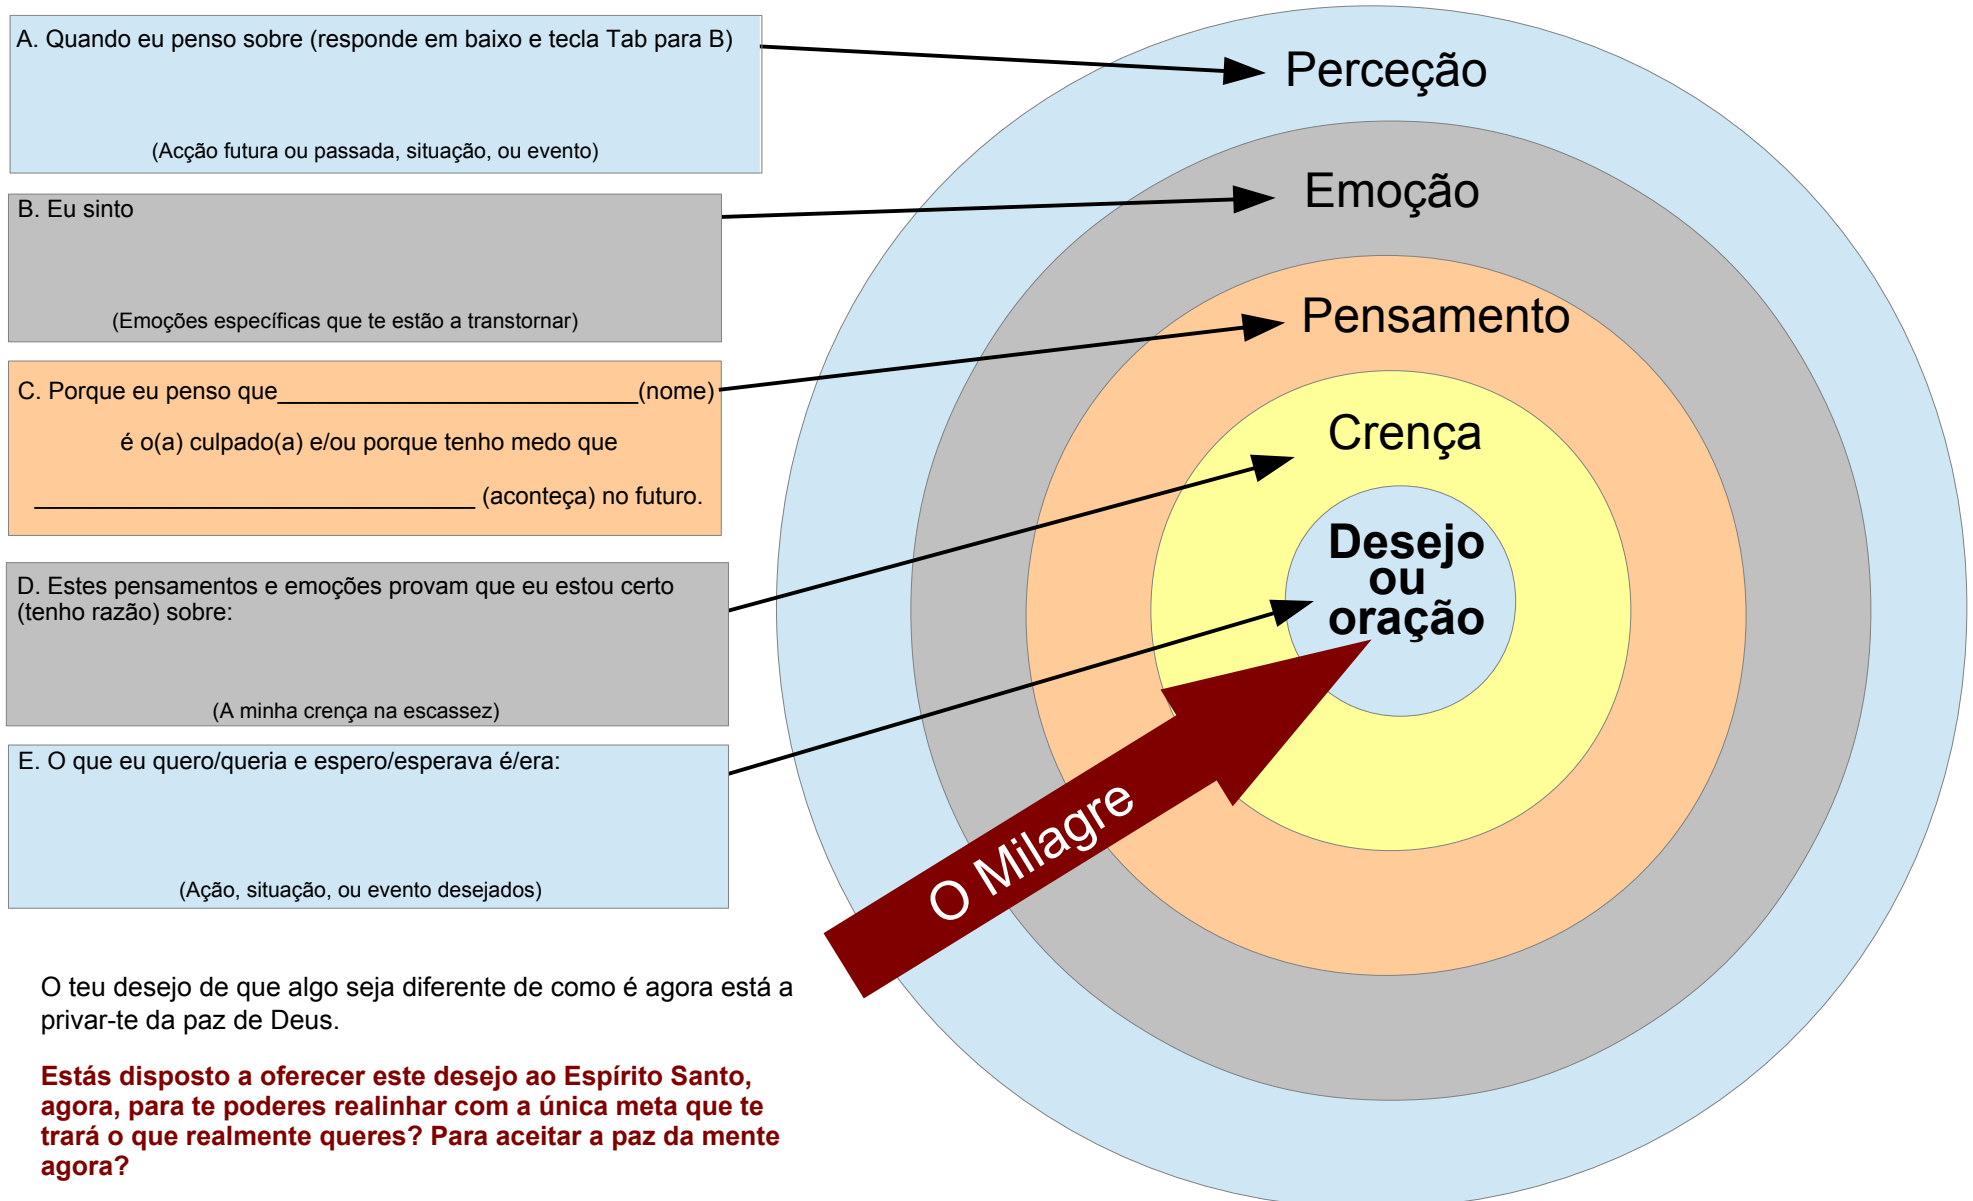 A. Quando eu penso sobre (responde em baixo e tecla Tab para B)
(Acção futura ou passada, situação, ou evento)
B. Eu sinto
(Emoções específicas que te estão a transtornar)
C. Porque eu penso que__________________________(nome)
é o(a) culpado(a) e/ou porque tenho medo que
________________________________ (aconteça) no futuro.
D. Estes pensamentos e emoções provam que eu estou certo
(tenho razão) sobre:
(A minha crença na escassez)
E. O que eu quero/queria e espero/esperava é/era:
(Ação, situação, ou evento desejados)
O teu desejo de que algo seja diferente de como é agora está a
privar-te da paz de Deus.
Estás disposto a oferecer este desejo ao Espírito Santo,
agora, para te poderes realinhar com a única meta que te
trará o que realmente queres? Para aceitar a paz da mente
agora?
Perceção
Emoção
Pensamento
Crença
Desejo
ou
oração
O Milagre